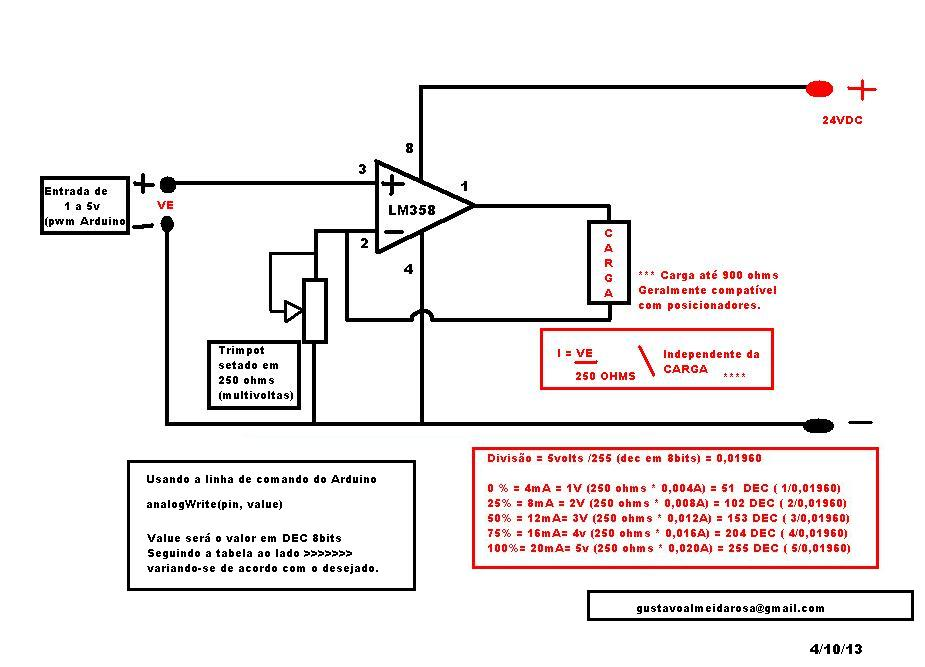 +
24VDC
8
3
1
+
Entrada de
1 a 5v
(pwm Arduino
+
VE
LM358
2
4
C
A
R
G
A
*** Carga até 900 ohms
Geralmente compatível
com posicionadores.
Trimpot
setado em
250 ohms
(multivoltas)
I = VE
250 OHMS
Independente da
CARGA ****
Usando a linha de comando do Arduino
analogWrite(pin, value)
Value será o valor em DEC 8bits
Seguindo a tabela ao lado >>>>>>>
variando-se de acordo com o desejado.
Divisão = 5volts /255 (dec em 8bits) = 0,01960
0 % = 4mA = 1V (250 ohms * 0,004A) = 51 DEC ( 1/0,01960)
25% = 8mA = 2V (250 ohms * 0,008A) = 102 DEC ( 2/0,01960)
50% = 12mA= 3V (250 ohms * 0,012A) = 153 DEC ( 3/0,01960)
75% = 16mA= 4v (250 ohms * 0,016A) = 204 DEC ( 4/0,01960)
100%= 20mA= 5v (250 ohms * 0,020A) = 255 DEC ( 5/0,01960)
gustavoalmeidarosa@gmail.com
4/10/13